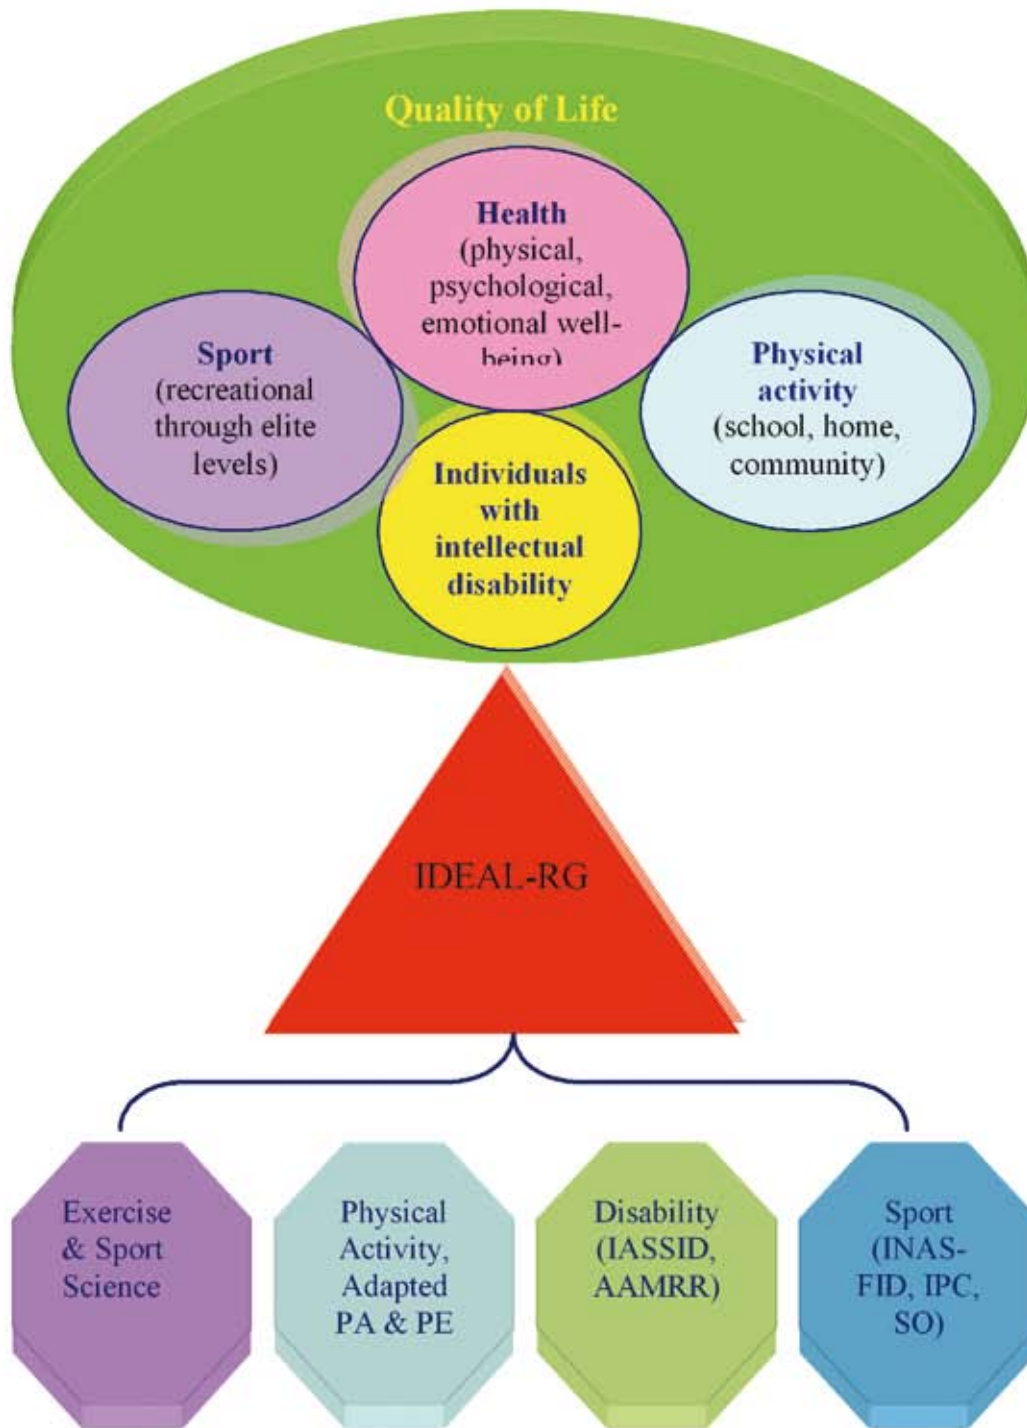 Quality of Life
Health
(physical,
psychological,
emotional well-
being)
Sport
(recreational
through elite
levels)
Physical
activity
(school, home,
community)
Individuals
with
intellectual
disability
IDEAL-RG
Exercise
& Sport
Science
Physical
Activity,
Adapted
PA & PE
Disability
(IASSID,
AAMRR)
Sport
(INAS-
FID, IPC,
SO)